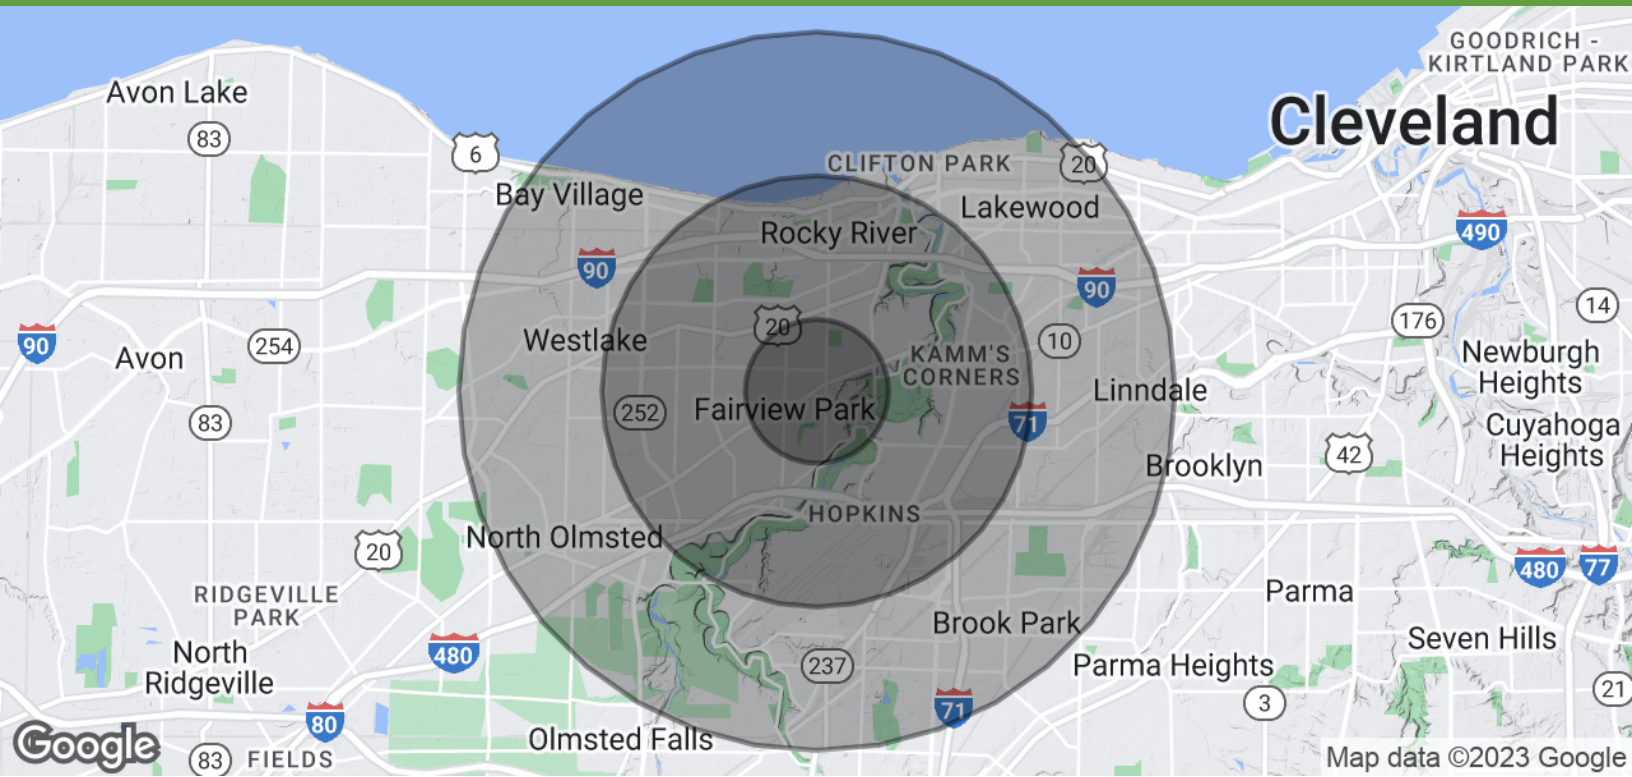 GOODRICH -
KIRTLAND PARK
Avon Lake
Cleveland
83
6
CLIFTON PARK
20
Bay Village
Lakewood
Rocky River
490
90
90
14
20
176
90
Avon
254
Westlake
10
KAMM'S
CORNERS
Newburgh
Heights
Linndale
83
252
Fairview Park
71
Cuyahoga
Heights
42
Brooklyn
HOPKINS
North Olmsted
20
480
77
RIDGEVILLE
PARK
Parma
Brook Park
Seven Hills
North
Ridgeville
480
237
Parma Heights
21
3
80
71
Google
Olmsted Falls
83
FIELDS
Map data ©2023 Google